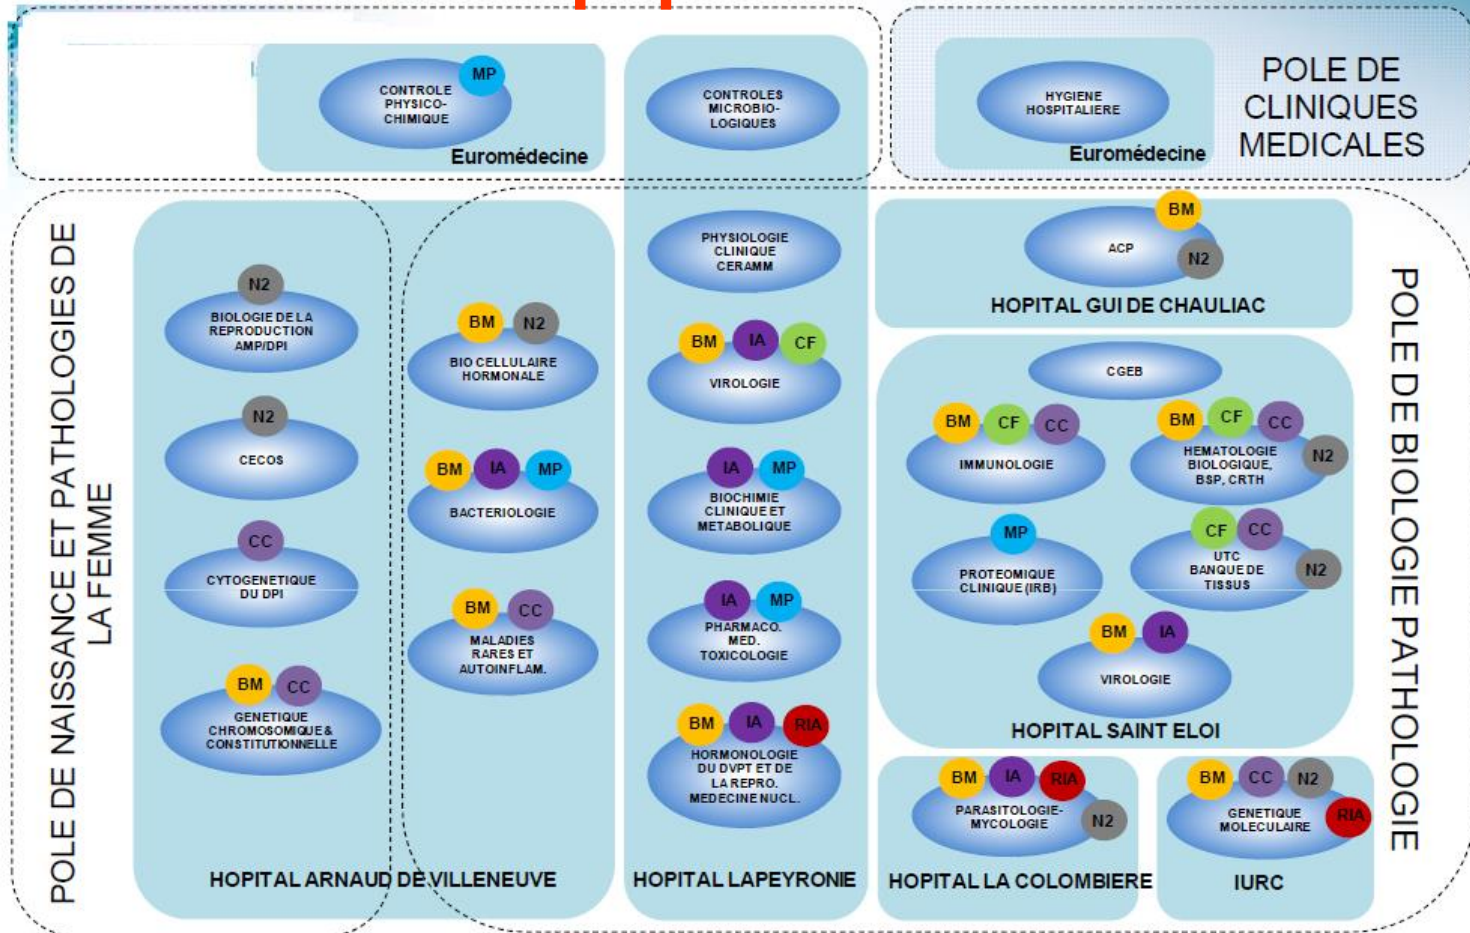 MP
CONTROLE
PHYSICO-
CHIMIQUE
Euromédecine
CONTROLES
MICROBIO-
LOGIQUES
HYGIENE
HOSPITALIERE
Euromédecine
POLE DE
CLINIQUES
MEDICALES
POLE DE NAISSANCE ET PATHOLOGIES DE
LA FEMME
N2
BIOLOGIE DE LA
REPRODUCTION
AMP/DPI
N2
CECOS
CC
CYTOGENETIQUE
DU DPI
BM CC
GENETIQUE
CHROMOSOMIQUE &
CONSTITUTIONNELLE
BM N2
BIO CELLULAIRE
HORMONALE
BM IA MP
BACTERIOLOGIE
BM CC
MALADIES
RARES ET
AUTOINFLAM.
HOPITAL ARNAUD DE VILLENEUVE
PHYSIOLOGIE
CLINIQUE
CERAMM
BM IA CF
VIROLOGIE
IA MP
BIOCHIMIE
CLINIQUE ET
METABOLIQUE
IA MP
PHARMACO.
MED.
TOXICOLOGIE
BM IA RIA
HORMONOLOGIE
DU DVPT ET DE
LA REPRO.
MEDECINE NUCL.
HOPITAL LAPEYRONIE
BM
ACP
N2
HOPITAL GUI DE CHAULIAC
CGEB
BM CF CC
IMMUNOLOGIE
BM CF CC
N2
HEMATOLOGIE
BIOLOGIQUE,
BSP, CRTH
MP
PROTEOMIQUE
CLINIQUE (IRB)
CF CC
N2
UTC
BANQUE DE
TISSUS
BM IA
VIROLOGIE
HOPITAL SAINT ELOI
BM IA RIA
N2
PARASITOLOGIE-
MYCOLOGIE
HOPITAL LA COLOMBIERE
BM CC N2
RIA
GENETIQUE
MOLECULAIRE
IURC
POLE DE BIOLOGIE PATHOLOGIE